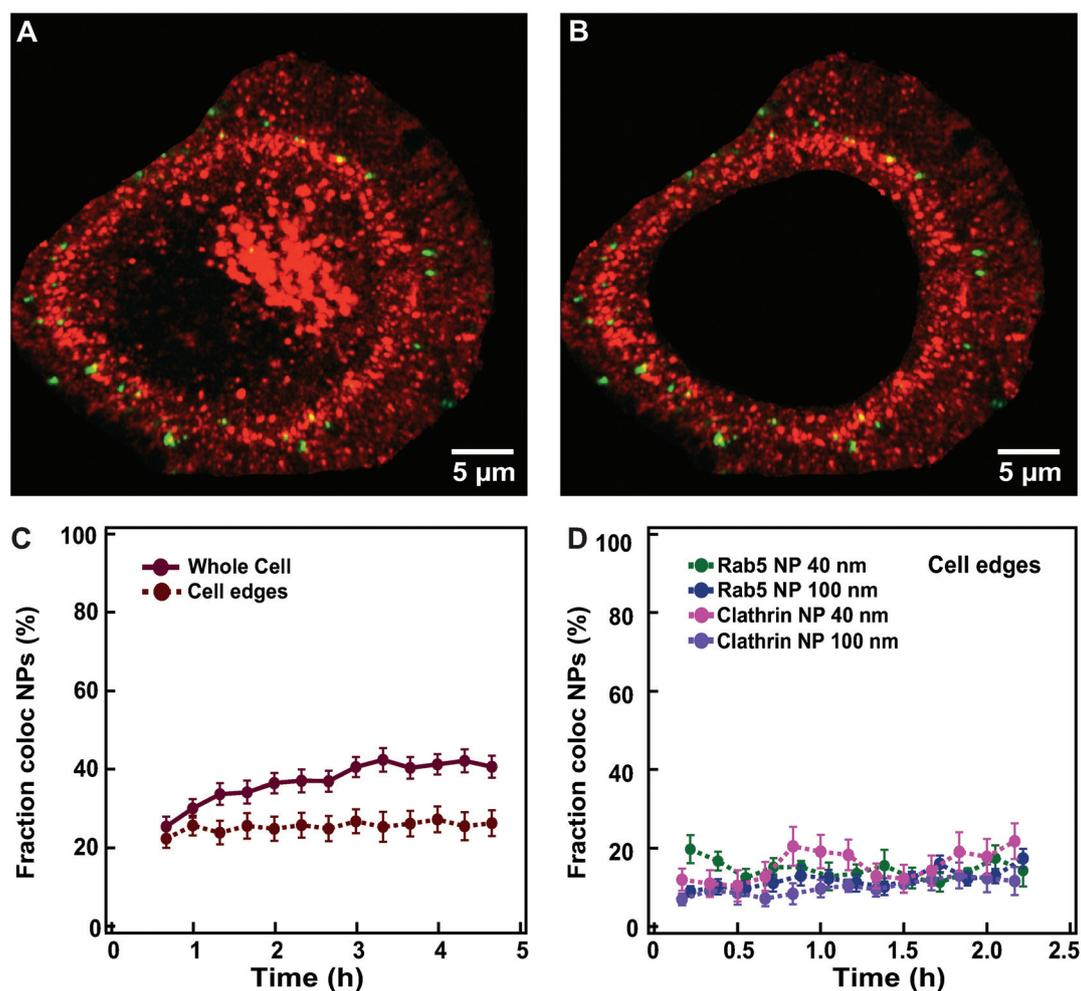 A
B
5 µm
5 µm
C
Fraction coloc NPs (%)
100
80
60
40
20
0
Whole Cell
Cell edges
0 1 2 3 4 5
Time (h)
D
Fraction coloc NPs (%)
100
80
60
40
20
0
Rab5 NP 40 nm
Rab5 NP 100 nm
Clathrin NP 40 nm
Clathrin NP 100 nm
Cell edges
0 0.5 1.0 1.5 2.0 2.5
Time (h)